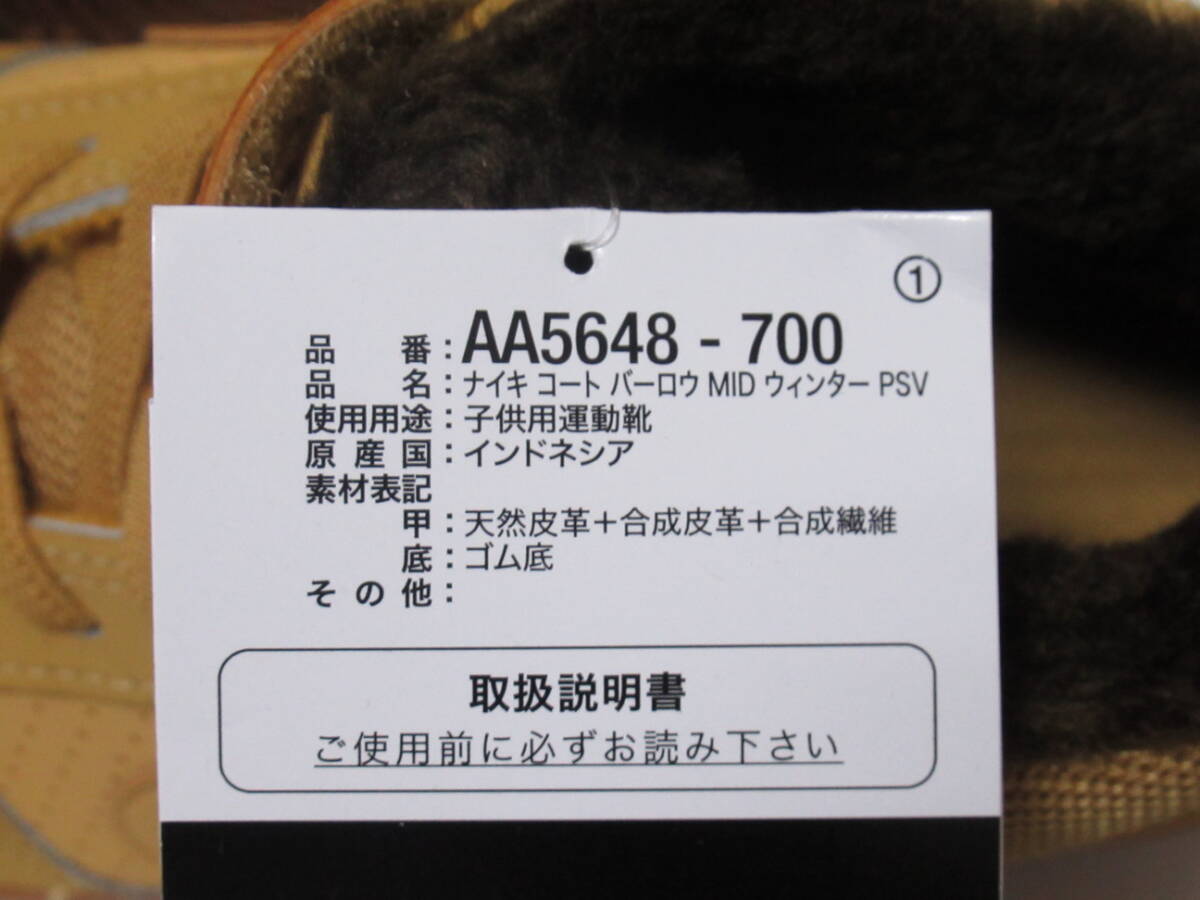 ①
品番：AA5648 - 700
品名：ナイキ コート バーロウ MID ウィンター PSV
使用用途：子供用運動靴
原産国：インドネシア
素材表記
甲：天然皮革＋合成皮革＋合成繊維
底：ゴム底
その他：
取扱説明書
ご使用前に必ずお読み下さい